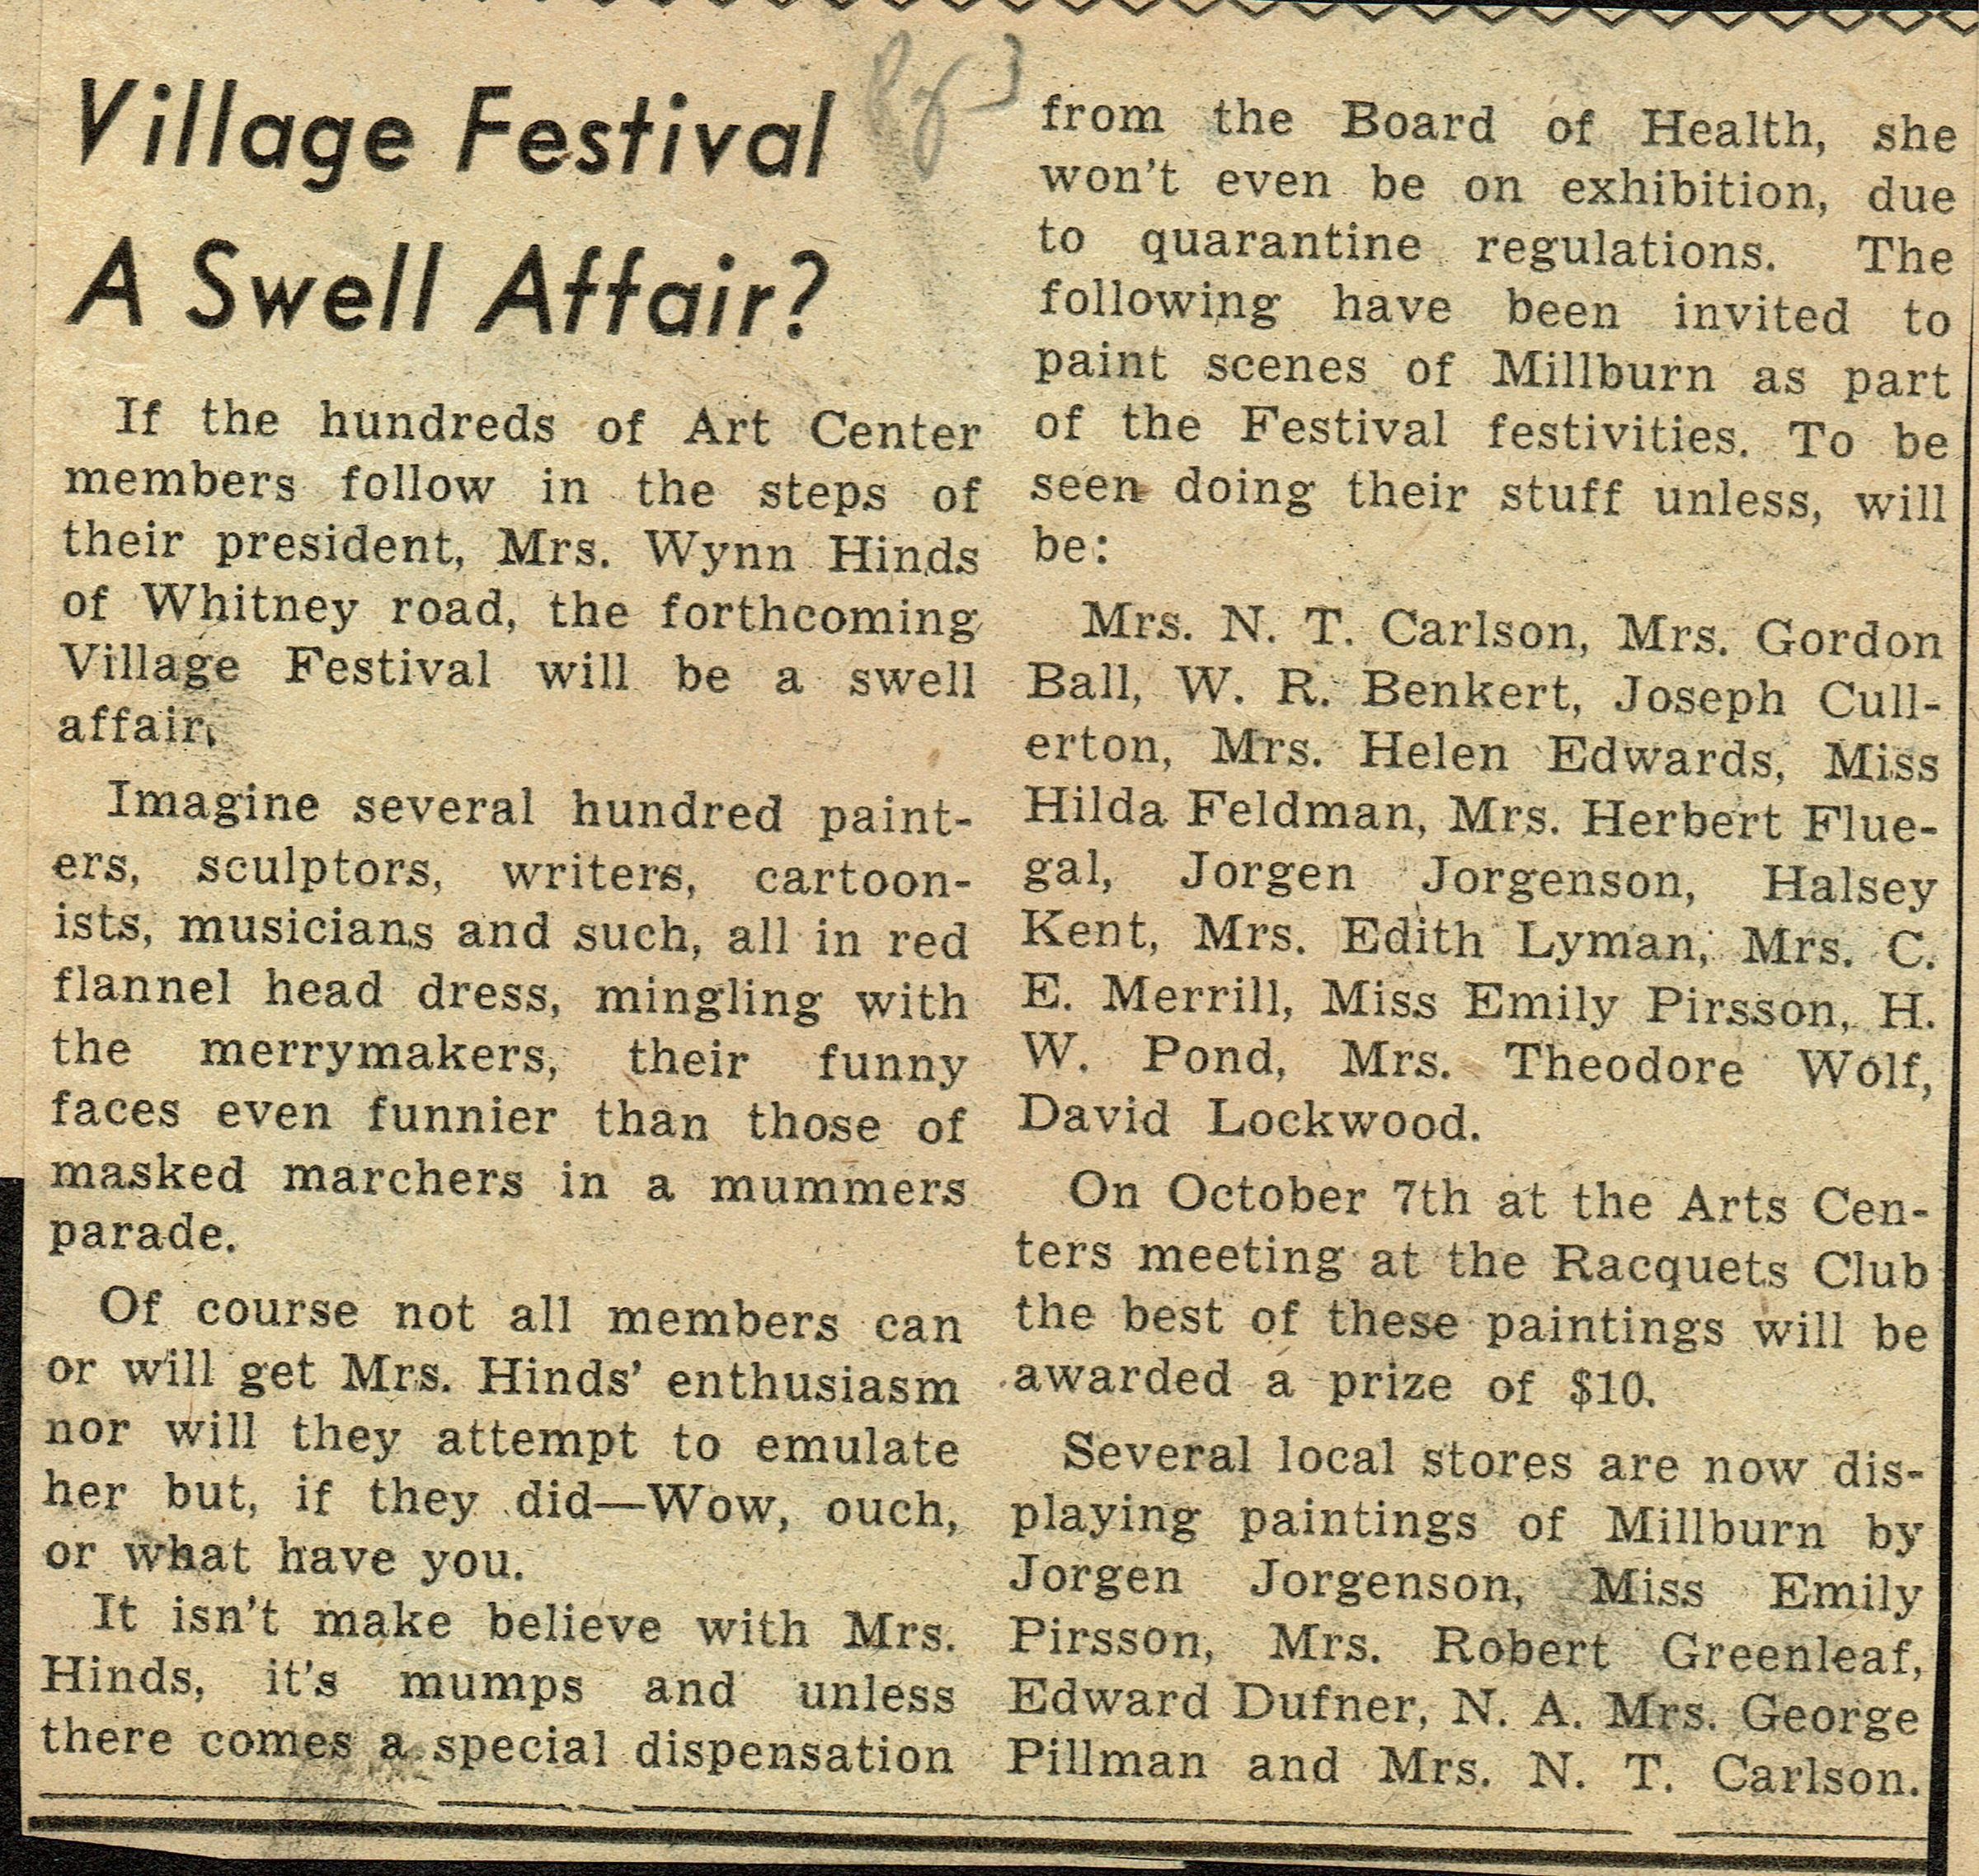 Village Festival
A Swell Affair?
If the hundreds of Art Center
members follow in the steps of
their president, Mrs. Wynn Hinds
of Whitney road, the forthcoming
Village Festival will be a swell
affair.
Imagine several hundred paint-
ers, sculptors, writers, cartoon-
ists, musicians and such, all in red
flannel head dress, mingling with
the merrymakers, their funny
faces even funnier than those of
masked marchers in a mummers
parade.
Of course not all members can
or will get Mrs. Hinds' enthusiasm
nor will they attempt to emulate
her but, if they did—Wow, ouch,
or what have you.
It isn't make believe with Mrs.
Hinds, it's mumps and unless
there comes a special dispensation
from the Board of Health, she
won't even be on exhibition, due
to quarantine regulations. The
following have been invited to
paint scenes of Millburn as part
of the Festival festivities. To be
seen doing their stuff unless, will
be:
Mrs. N. T. Carlson, Mrs. Gordon
Ball, W. R. Benkert, Joseph Cull-
erton, Mrs. Helen Edwards, Miss
Hilda Feldman, Mrs. Herbert Flue-
gal, Jorgen Jorgenson, Halsey
Kent, Mrs. Edith Lyman, Mrs. C.
E. Merrill, Miss Emily Pirsson, H.
W. Pond, Mrs. Theodore Wolf,
David Lockwood.
On October 7th at the Arts Cen-
ters meeting at the Racquets Club
the best of these paintings will be
awarded a prize of $10.
Several local stores are now dis-
playing paintings of Millburn by
Jorgen Jorgenson, Miss Emily
Pirsson, Mrs. Robert Greenleaf,
Edward Dufner, N. A. Mrs. George
Pillman and Mrs. N. T. Carlson.